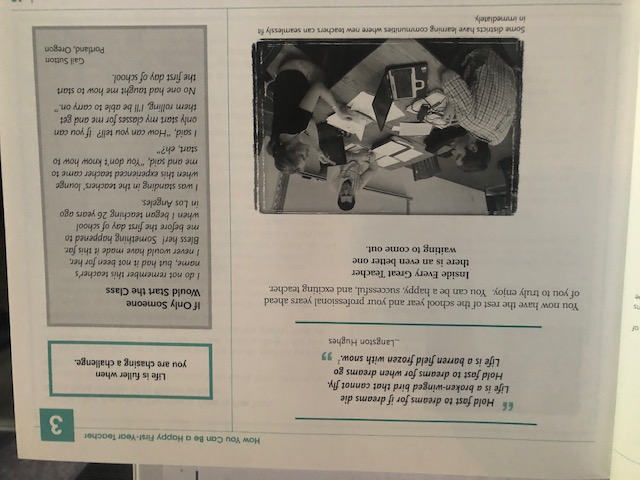 How You Can Be a Happy First-Year Teacher
3
“Hold fast to dreams for if dreams die
Life is a broken-winged bird that cannot fly.
Hold fast to dreams for when dreams go
Life is a barren field frozen with snow.”
...Langston Hughes
You now have the rest of the school year and your professional years ahead
of you to truly enjoy. You can be a happy, successful, and exciting teacher.
Inside Every Great Teacher
there is an even better one
waiting to come out.
Some districts have learning communities where new teachers can seamlessly fit
in immediately.
Life is fuller when
you are chasing a challenge.
If Only Someone
Would Start the Class
I do not remember this teacher's
name, but had it not been for her,
I never would have made it this far.
Bless her! Something happened to
me before the first day of school
when I began teaching 26 years ago
in Los Angeles.
I was standing in the teachers' lounge
when this experienced teacher came to
me and said, "You don't know how to
start, eh?"
I said, "How can you tell? If you can
only start my classes for me and get
them rolling, I'll be able to carry on."
No one had taught me how to start
the first day of school.
Gail Sutton
Portland, Oregon